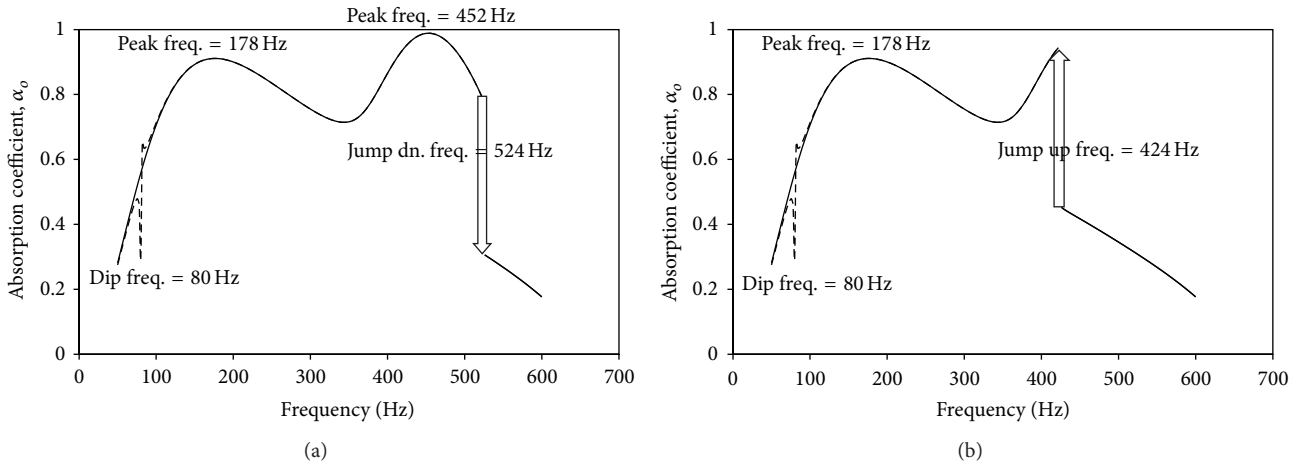 Peak freq. = 452 Hz
Peak freq. = 178 Hz
Jump dn. freq. = 524 Hz
Dip freq. = 80 Hz
Absorption coefficient, αₒ
1
0.8
0.6
0.4
0.2
0
0 100 200 300 400 500 600 700
Frequency (Hz)
(a)
Peak freq. = 178 Hz
Jump up freq. = 424 Hz
Dip freq. = 80 Hz
Absorption coefficient, αₒ
1
0.8
0.6
0.4
0.2
0
0 100 200 300 400 500 600 700
Frequency (Hz)
(b)